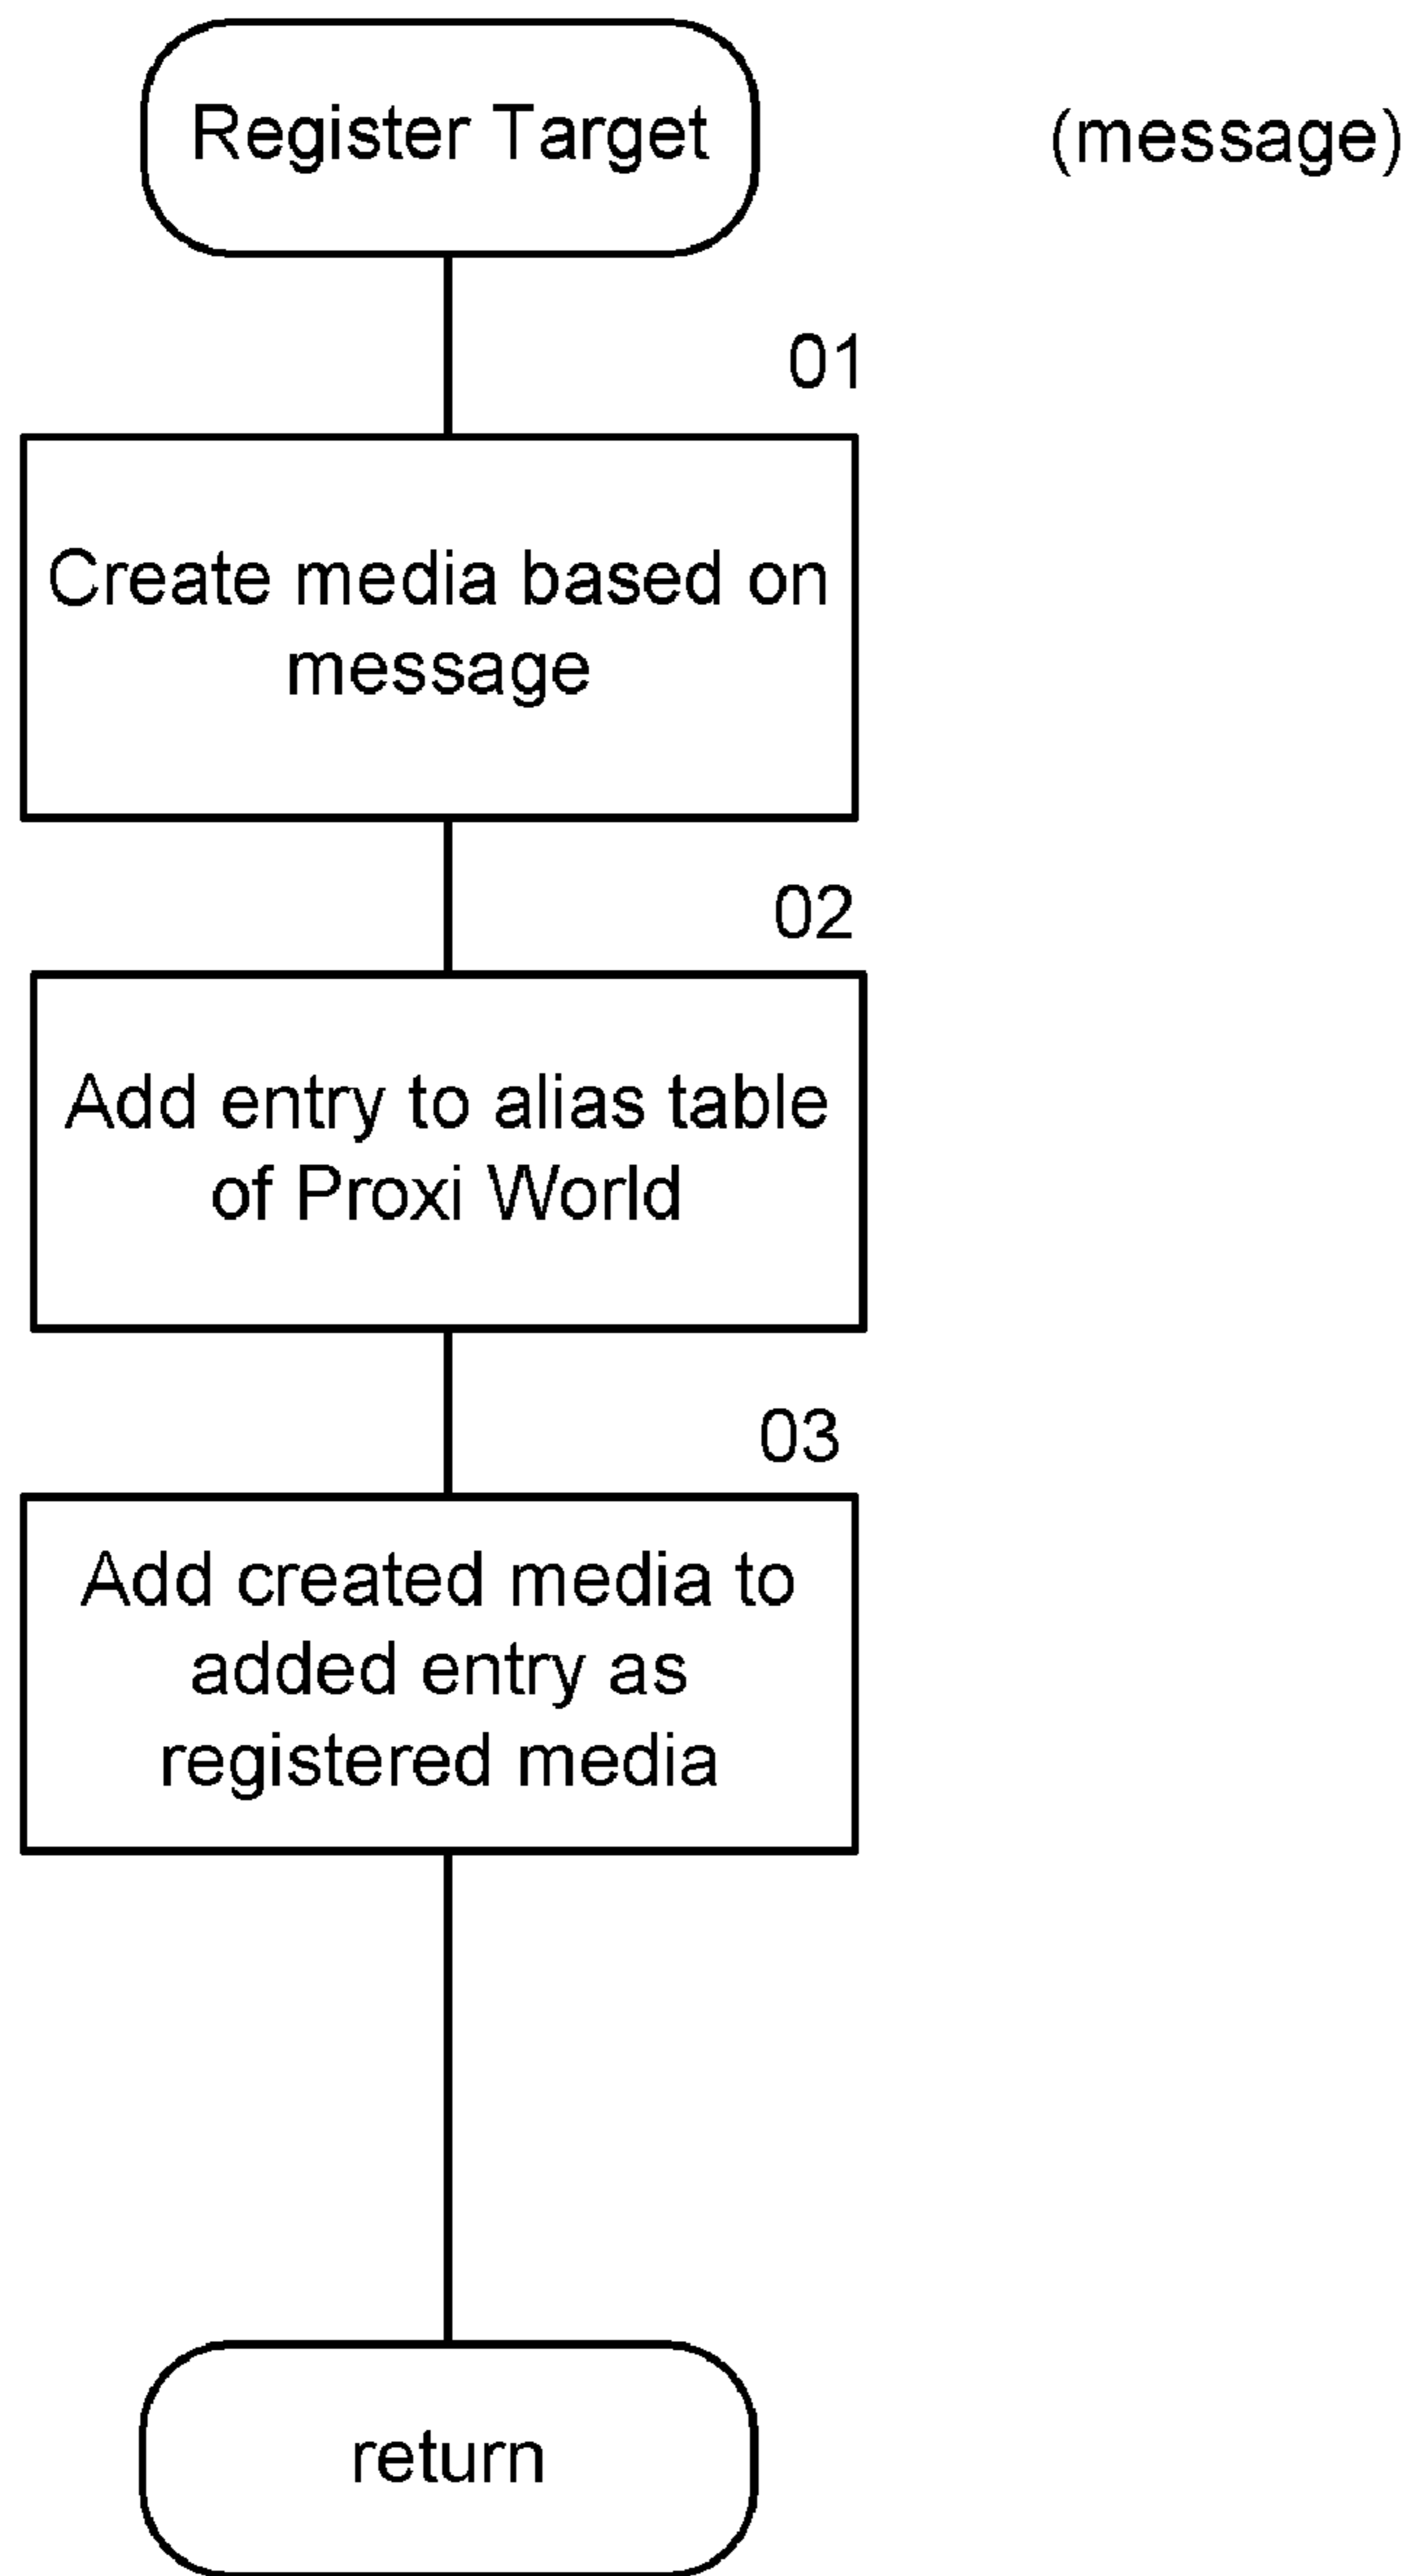 Register Target
(message)
01
Create media based on
message
02
Add entry to alias table
of Proxi World
03
Add created media to
added entry as
registered media
return